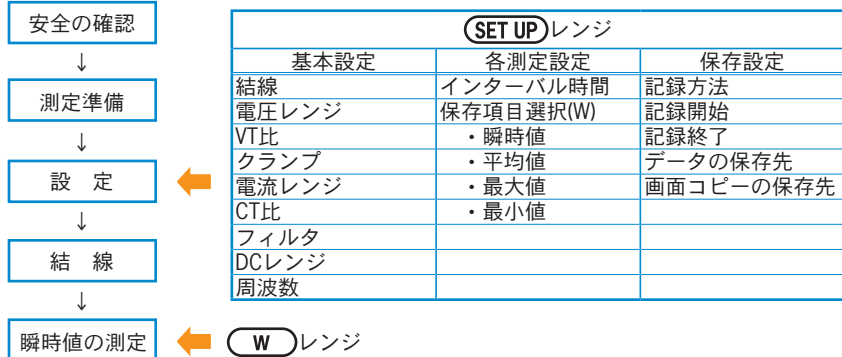 安全の確認
↓
測定準備
↓
設 定
↓
結 線
↓
瞬時値の測定
SET UP レンジ
基本設定 各測定設定 保存設定
結線 インターバル時間 記録方法
電圧レンジ 保存項目選択(W) 記録開始
VT比 ・瞬時値 記録終了
クランプ ・平均値 データの保存先
電流レンジ ・最大値 画面コピーの保存先
CT比 ・最小値
フィルタ
DCレンジ
周波数
W レンジ